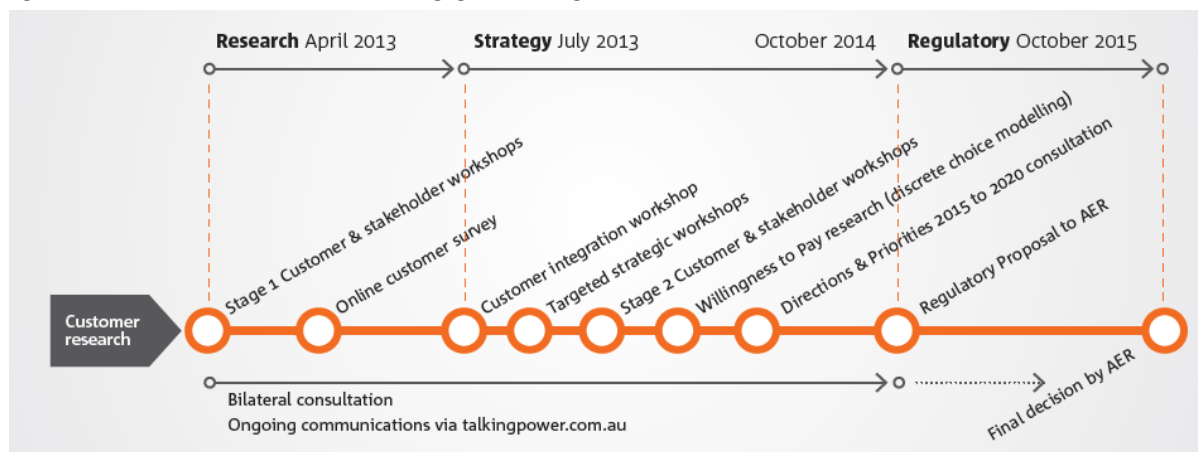 Research April 2013
Strategy July 2013
October 2014
Regulatory October 2015
Stage 1 Customer & stakeholder workshops
Online customer survey
Customer integration workshop
Targeted strategic workshops
Stage 2 Customer & stakeholder workshops
Willingness to Pay research (discrete choice modelling)
Directions & Priorities 2015 to 2020 consultation
Regulatory Proposal to AER
Customer
research
Final decision by AER
Bilateral consultation
Ongoing communications via talkingpower.com.au